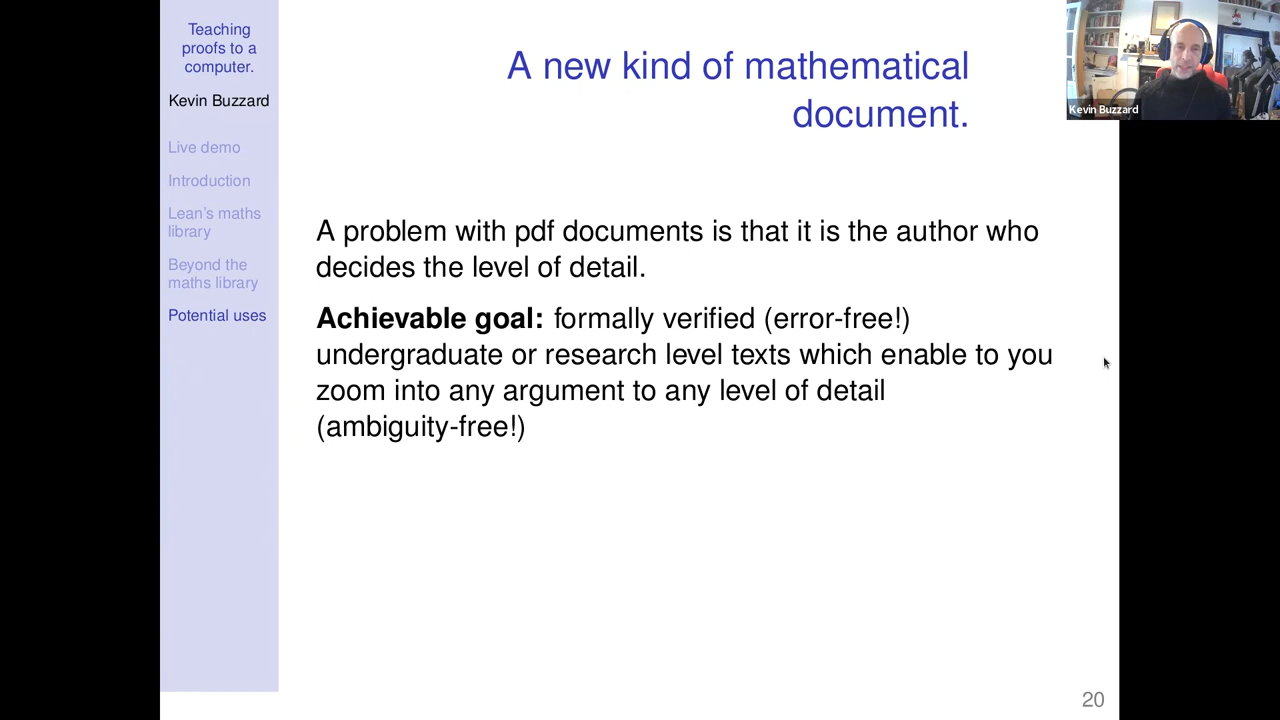 Teaching
proofs to a
computer.
Kevin Buzzard
Live demo
Introduction
Lean's maths
library
Beyond the
maths library
Potential uses
A new kind of mathematical
document.
A problem with pdf documents is that it is the author who
decides the level of detail.
Achievable goal: formally verified (error-free!)
undergraduate or research level texts which enable to you
zoom into any argument to any level of detail
(ambiguity-free!)
20
Kevin Buzzard